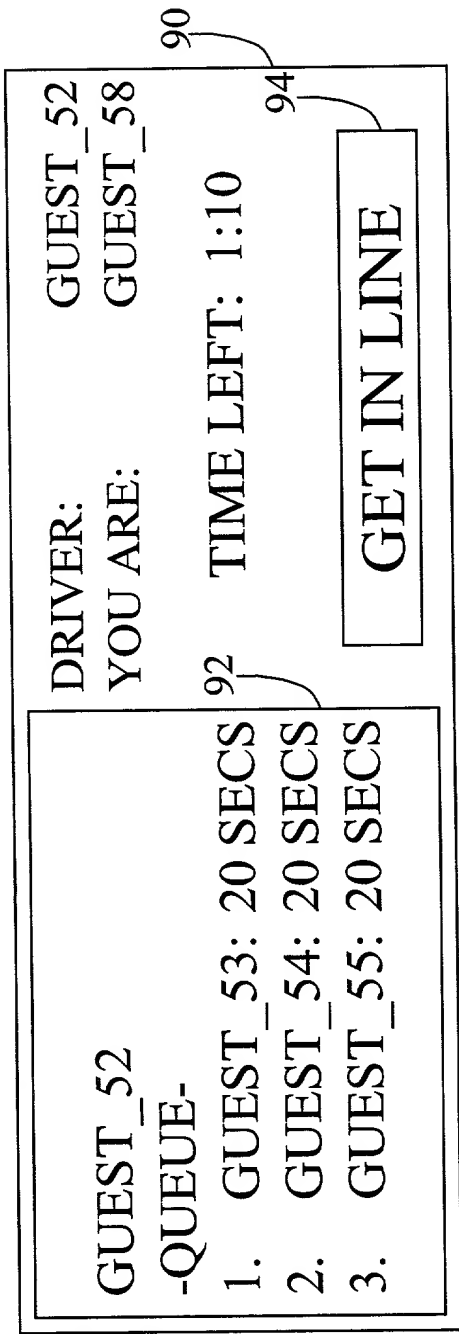 GUEST_52
-QUEUE-
1. GUEST_53: 20 SECS
2. GUEST_54: 20 SECS
3. GUEST_55: 20 SECS
92
DRIVER: GUEST_52
YOU ARE: GUEST_58
TIME LEFT: 1:10
GET IN LINE
94
90